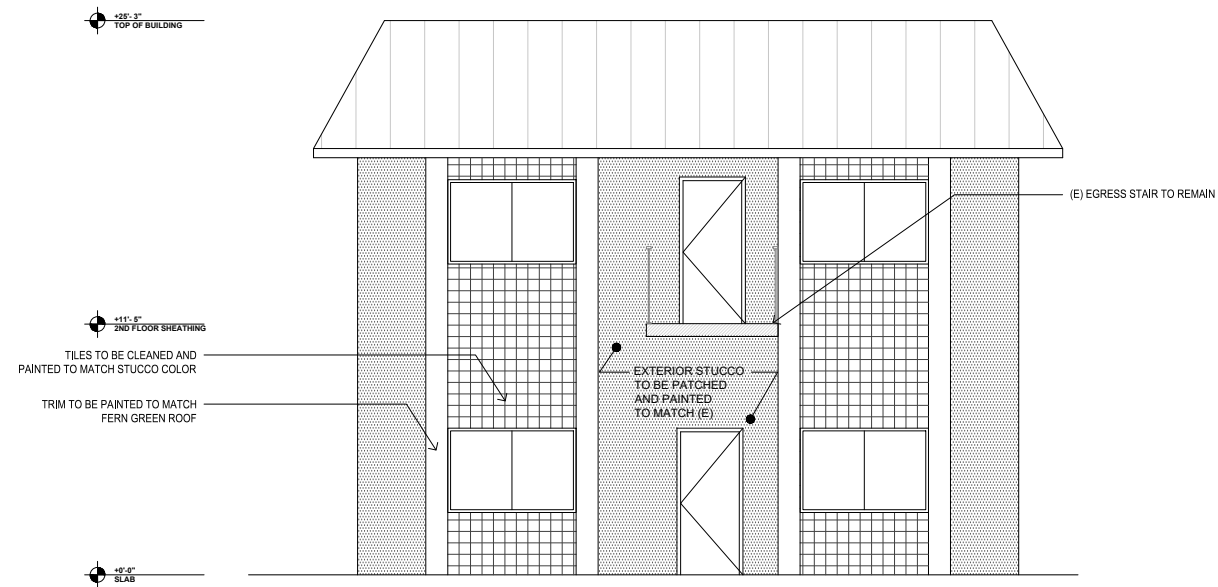 +25'- 3"
TOP OF BUILDING
(E) EGRESS STAIR TO REMAIN
+11'- 5"
2ND FLOOR SHEATHING
TILES TO BE CLEANED AND
PAINTED TO MATCH STUCCO COLOR
TRIM TO BE PAINTED TO MATCH
FERN GREEN ROOF
EXTERIOR STUCCO
TO BE PATCHED
AND PAINTED
TO MATCH (E)
+0'-0"
SLAB